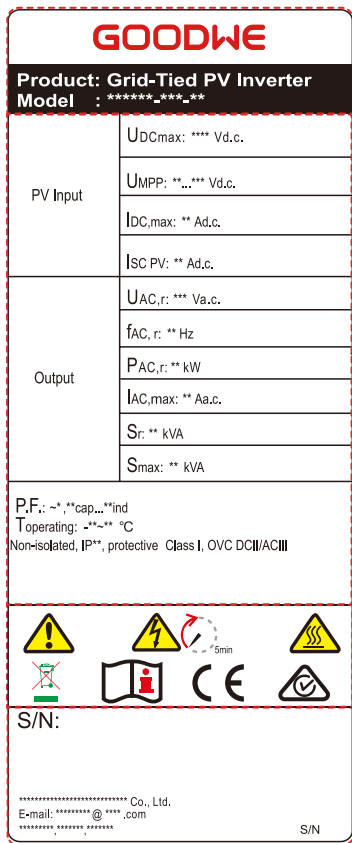 GOODWE
Product: Grid-Tied PV Inverter
Model : ******-***-**
PV Input
UDCmax: **** Vd.c.
UMPP: **...*** Vd.c.
IDC,max: ** Ad.c.
ISC PV: ** Ad.c.
Output
UAC,r: *** Va.c.
fAC, r: ** Hz
PAC,r: ** kW
IAC,max: ** Aa.c.
Sr: ** kVA
Smax: ** kVA
P.F.: ~*,**cap...**ind
Toperating: -**~** °C
Non-isolated, IP**, protective Class I, OVC DCII/ACIII
5min
CE
S/N:
*************************** Co., Ltd.
E-mail: ********* @ **** .com
*********,*******,*******
S/N